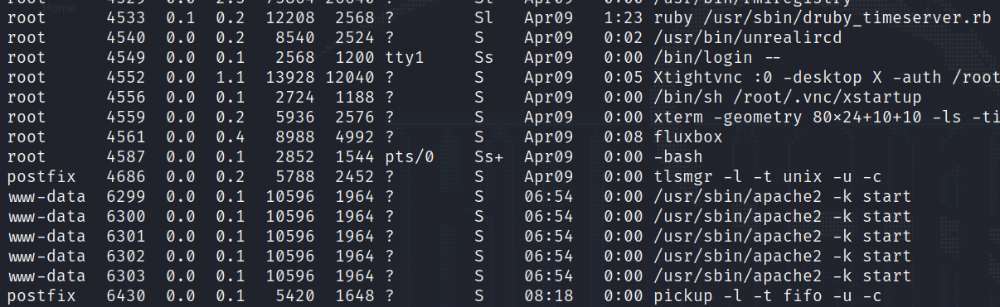 Home
root 4529 0.0 2.5 ? Sl Apr09 /usr/bin/rmiregistry
root 4533 0.1 0.2 12208 2568 ? Sl Apr09 1:23 ruby /usr/sbin/druby_timeserver.rb
root 4540 0.0 0.2 8540 2524 ? S Apr09 0:02 /usr/bin/unrealircd
root 4549 0.0 0.1 2568 1200 tty1 Ss Apr09 0:00 /bin/login --
root 4552 0.0 1.1 13928 12040 ? S Apr09 0:05 Xtightvnc :0 -desktop X -auth /root
root 4556 0.0 0.1 2724 1188 ? S Apr09 0:00 /bin/sh /root/.vnc/xstartup
root 4559 0.0 0.2 5936 2576 ? S Apr09 0:00 xterm -geometry 80×24+10+10 -ls -ti
root 4561 0.0 0.4 8988 4992 ? S Apr09 0:08 fluxbox
root 4587 0.0 0.1 2852 1544 pts/0 Ss+ Apr09 0:00 -bash
postfix 4686 0.0 0.2 5788 2452 ? S Apr09 0:00 tlsmgr -l -t unix -u -c
www-data 6299 0.0 0.1 10596 1964 ? S 06:54 0:00 /usr/sbin/apache2 -k start
www-data 6300 0.0 0.1 10596 1964 ? S 06:54 0:00 /usr/sbin/apache2 -k start
www-data 6301 0.0 0.1 10596 1964 ? S 06:54 0:00 /usr/sbin/apache2 -k start
www-data 6302 0.0 0.1 10596 1964 ? S 06:54 0:00 /usr/sbin/apache2 -k start
www-data 6303 0.0 0.1 10596 1964 ? S 06:54 0:00 /usr/sbin/apache2 -k start
postfix 6430 0.0 0.1 5420 1648 ? S 08:18 0:00 pickup -l -t fifo -u -c